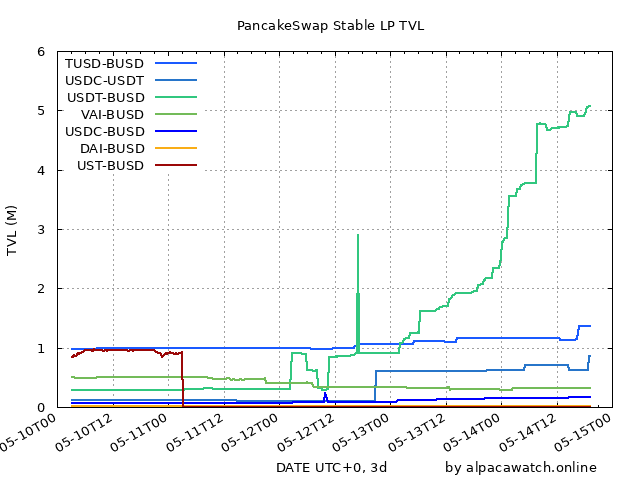 PancakeSwap Stable LP TVL
TUSD-BUSD
USDC-USDT
USDT-BUSD
VAI-BUSD
USDC-BUSD
DAI-BUSD
UST-BUSD
TVL (M)
6
5
4
3
2
1
0
05-10T00
05-10T12
05-11T00
05-11T12
05-12T00
05-12T12
05-13T00
05-13T12
05-14T00
05-14T12
05-15T00
DATE UTC+0, 3d
by alpacawatch.online